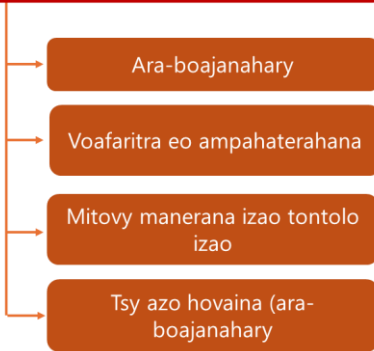 Ara-boajanahary
Voafaritra eo ampahaterahana
Mitovy manerana izao tontolo
izao
Tsy azo hovaina (ara-
boajanahary